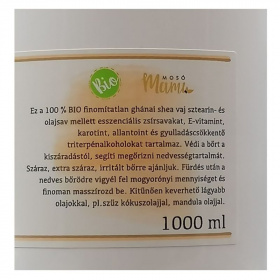 Bio
MOSÓ
Mami
Ez a 100 % BIO finomítatlan ghánai shea vaj sztearin- és
olajsav mellett esszenciális zsírsavakat, E-vitamint,
karotint, allantoint és gyulladáscsökkentő
triterpénalkoholokat tartalmaz. Védi a bőrt a
kiszáradástól, segíti megőrizni nedvességtartalmát.
Száraz, extra száraz, irritált bőrre ajánljuk. Fürdés után a
nedves bőrödre vigyél fel mogyorónyi mennyiséget és
finoman masszírozd be. Kitűnően keverhető lágyabb
olajokkal, pl.szűz kókuszolajjal, mandula olajjal.
1000 ml